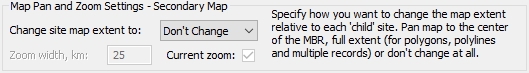 Map Pan and Zoom Settings - Secondary Map
Change site map extent to: Don't Change
Zoom width, km: 25 Current zoom:
Specify how you want to change the map extent
relative to each 'child' site. Pan map to the
center of the MBR, full extent (for polygons, polylines
and multiple records) or don't change at all.